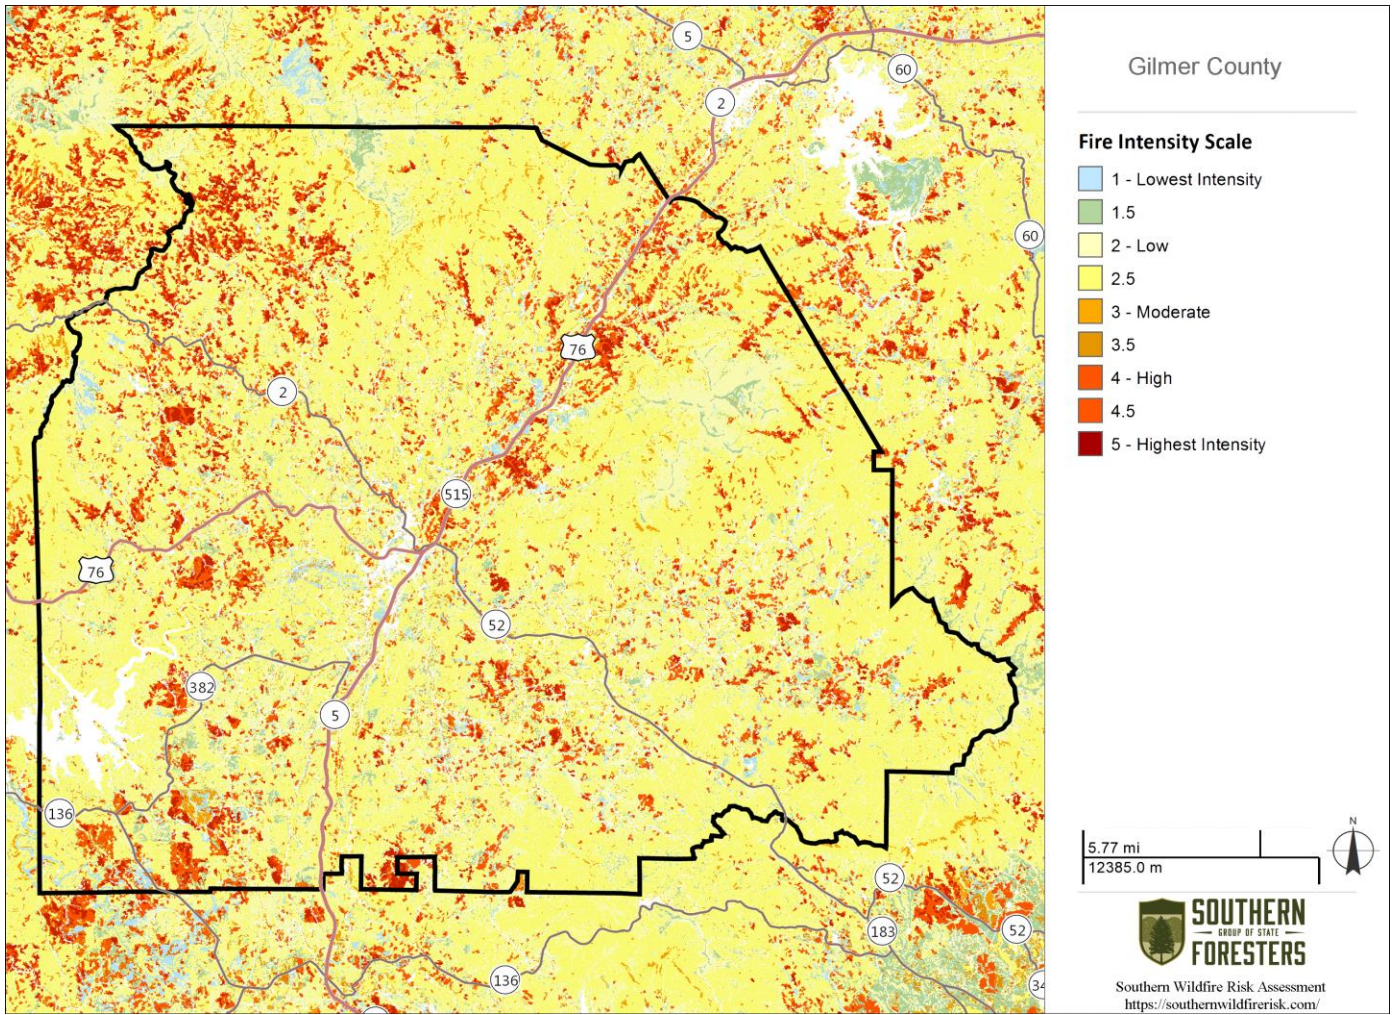 5
60
2
60
76
2
515
76
52
382
5
136
52
183
52
136
34
Gilmer County
Fire Intensity Scale
1 - Lowest Intensity
1.5
2 - Low
2.5
3 - Moderate
3.5
4 - High
4.5
5 - Highest Intensity
N
5.77 mi
12385.0 m
SOUTHERN
GROUP OF STATE
FORESTERS
Southern Wildfire Risk Assessment
https://southernwildfirerisk.com/